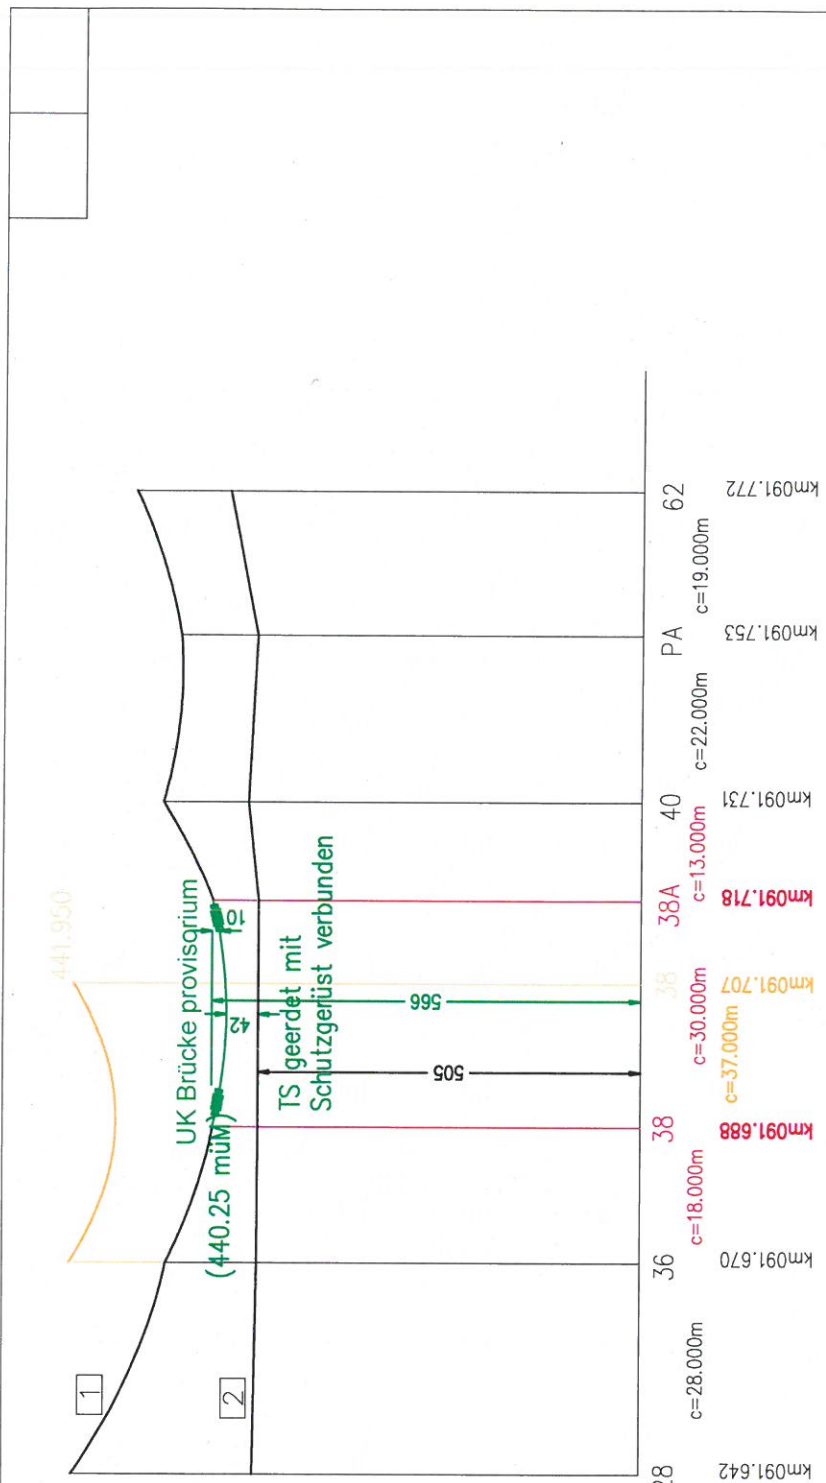 441.950
UK Brücke provisorium
(440.25 müM)
10
42
TS geerdet mit
Schutzgerüst verbunden
566
505
1
2
28
36
38
38
38A
40
PA
62
c=28.000m
c=18.000m
c=30.000m
c=13.000m
c=22.000m
c=19.000m
c=37.000m
km091.642
km091.670
km091.688
km091.707
km091.718
km091.731
km091.753
km091.772